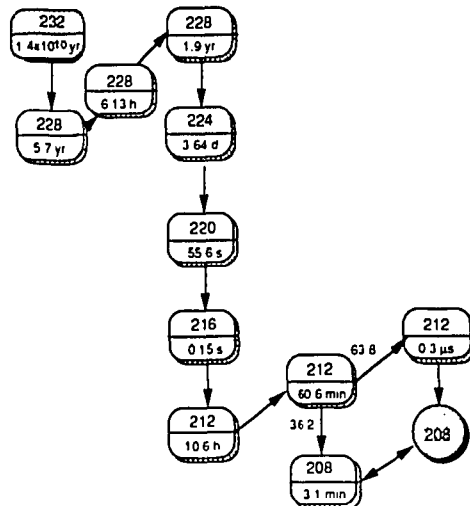 232
1 4x10¹⁰ yr
228
5 7 yr
228
6 13 h
228
1.9 yr
224
3 64 d
220
55 6 s
216
0 15 s
212
10 6 h
212
60 6 min
63 8
36 2
212
0 3 µs
208
3 1 min
208